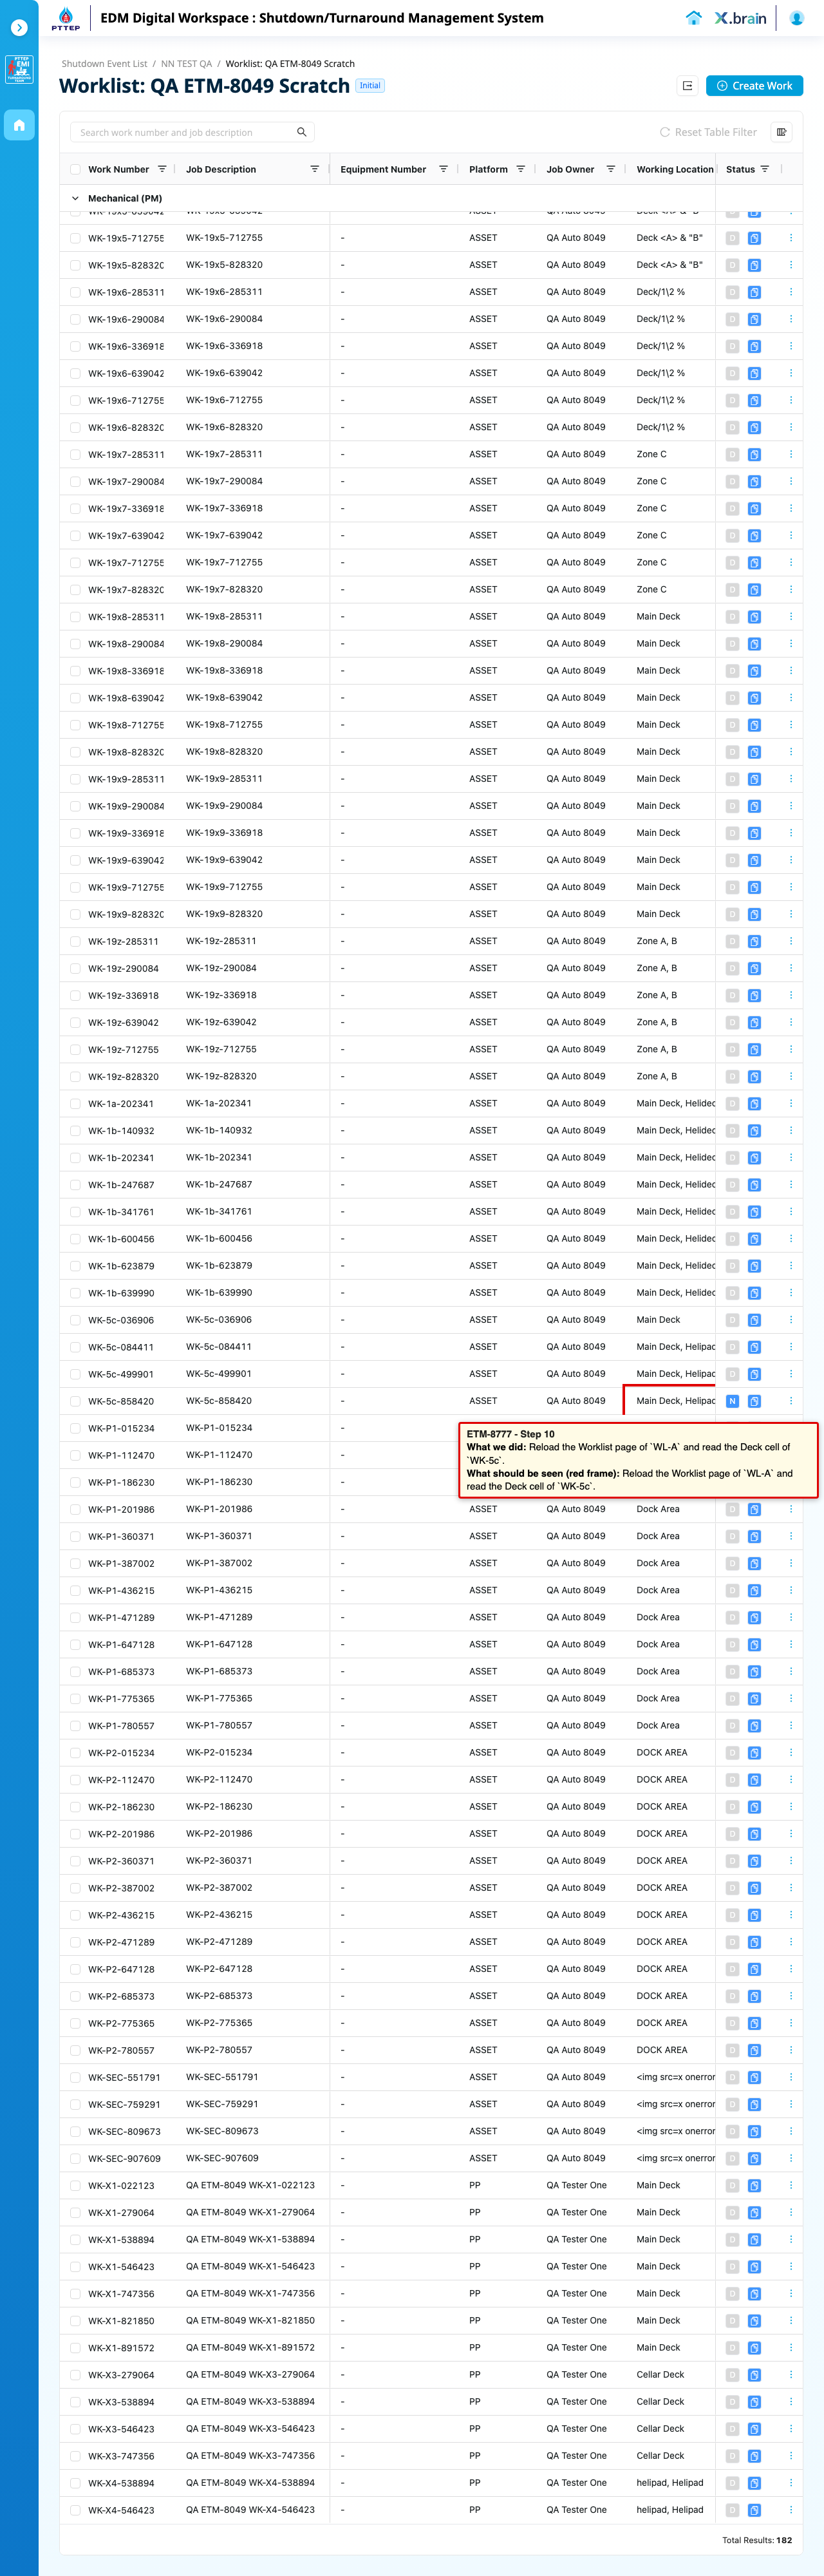 EDM Digital Workspace : Shutdown/Turnaround Management System
PTTEP
X.brain
Shutdown Event List / NN TEST QA / Worklist: QA ETM-8049 Scratch
Worklist: QA ETM-8049 Scratch Initial
Create Work
Search work number and job description
Reset Table Filter
Work Number Job Description Equipment Number Platform Job Owner Working Location Status
Mechanical (PM)
WK-19x5-712755 WK-19x5-712755 - ASSET QA Auto 8049 Deck <A> & "B" D
WK-19x5-828320 WK-19x5-828320 - ASSET QA Auto 8049 Deck <A> & "B" D
WK-19x6-285311 WK-19x6-285311 - ASSET QA Auto 8049 Deck/1\2 % D
WK-19x6-290084 WK-19x6-290084 - ASSET QA Auto 8049 Deck/1\2 % D
WK-19x6-336918 WK-19x6-336918 - ASSET QA Auto 8049 Deck/1\2 % D
WK-19x6-639042 WK-19x6-639042 - ASSET QA Auto 8049 Deck/1\2 % D
WK-19x6-712755 WK-19x6-712755 - ASSET QA Auto 8049 Deck/1\2 % D
WK-19x6-828320 WK-19x6-828320 - ASSET QA Auto 8049 Deck/1\2 % D
WK-19x7-285311 WK-19x7-285311 - ASSET QA Auto 8049 Zone C D
WK-19x7-290084 WK-19x7-290084 - ASSET QA Auto 8049 Zone C D
WK-19x7-336918 WK-19x7-336918 - ASSET QA Auto 8049 Zone C D
WK-19x7-639042 WK-19x7-639042 - ASSET QA Auto 8049 Zone C D
WK-19x7-712755 WK-19x7-712755 - ASSET QA Auto 8049 Zone C D
WK-19x7-828320 WK-19x7-828320 - ASSET QA Auto 8049 Zone C D
WK-19x8-285311 WK-19x8-285311 - ASSET QA Auto 8049 Main Deck D
WK-19x8-290084 WK-19x8-290084 - ASSET QA Auto 8049 Main Deck D
WK-19x8-336918 WK-19x8-336918 - ASSET QA Auto 8049 Main Deck D
WK-19x8-639042 WK-19x8-639042 - ASSET QA Auto 8049 Main Deck D
WK-19x8-712755 WK-19x8-712755 - ASSET QA Auto 8049 Main Deck D
WK-19x8-828320 WK-19x8-828320 - ASSET QA Auto 8049 Main Deck D
WK-19x9-285311 WK-19x9-285311 - ASSET QA Auto 8049 Main Deck D
WK-19x9-290084 WK-19x9-290084 - ASSET QA Auto 8049 Main Deck D
WK-19x9-336918 WK-19x9-336918 - ASSET QA Auto 8049 Main Deck D
WK-19x9-639042 WK-19x9-639042 - ASSET QA Auto 8049 Main Deck D
WK-19x9-712755 WK-19x9-712755 - ASSET QA Auto 8049 Main Deck D
WK-19x9-828320 WK-19x9-828320 - ASSET QA Auto 8049 Main Deck D
WK-19z-285311 WK-19z-285311 - ASSET QA Auto 8049 Zone A, B D
WK-19z-290084 WK-19z-290084 - ASSET QA Auto 8049 Zone A, B D
WK-19z-336918 WK-19z-336918 - ASSET QA Auto 8049 Zone A, B D
WK-19z-639042 WK-19z-639042 - ASSET QA Auto 8049 Zone A, B D
WK-19z-712755 WK-19z-712755 - ASSET QA Auto 8049 Zone A, B D
WK-19z-828320 WK-19z-828320 - ASSET QA Auto 8049 Zone A, B D
WK-1a-202341 WK-1a-202341 - ASSET QA Auto 8049 Main Deck, Helidec D
WK-1b-140932 WK-1b-140932 - ASSET QA Auto 8049 Main Deck, Helidec D
WK-1b-202341 WK-1b-202341 - ASSET QA Auto 8049 Main Deck, Helidec D
WK-1b-247687 WK-1b-247687 - ASSET QA Auto 8049 Main Deck, Helidec D
WK-1b-341761 WK-1b-341761 - ASSET QA Auto 8049 Main Deck, Helidec D
WK-1b-600456 WK-1b-600456 - ASSET QA Auto 8049 Main Deck, Helidec D
WK-1b-623879 WK-1b-623879 - ASSET QA Auto 8049 Main Deck, Helidec D
WK-1b-639990 WK-1b-639990 - ASSET QA Auto 8049 Main Deck, Helidec D
WK-5c-036906 WK-5c-036906 - ASSET QA Auto 8049 Main Deck D
WK-5c-084411 WK-5c-084411 - ASSET QA Auto 8049 Main Deck, Helipac D
WK-5c-499901 WK-5c-499901 - ASSET QA Auto 8049 Main Deck, Helipac D
WK-5c-858420 WK-5c-858420 - ASSET QA Auto 8049 Main Deck, Helipac N
WK-P1-015234 WK-P1-015234 -
WK-P1-112470 WK-P1-112470 -
WK-P1-186230 WK-P1-186230 -
ETM-8777 - Step 10
What we did: Reload the Worklist page of `WL-A` and read the Deck cell of
`WK-5c`.
What should be seen (red frame): Reload the Worklist page of `WL-A` and
read the Deck cell of `WK-5c`.
WK-P1-201986 WK-P1-201986 - ASSET QA Auto 8049 Dock Area D
WK-P1-360371 WK-P1-360371 - ASSET QA Auto 8049 Dock Area D
WK-P1-387002 WK-P1-387002 - ASSET QA Auto 8049 Dock Area D
WK-P1-436215 WK-P1-436215 - ASSET QA Auto 8049 Dock Area D
WK-P1-471289 WK-P1-471289 - ASSET QA Auto 8049 Dock Area D
WK-P1-647128 WK-P1-647128 - ASSET QA Auto 8049 Dock Area D
WK-P1-685373 WK-P1-685373 - ASSET QA Auto 8049 Dock Area D
WK-P1-775365 WK-P1-775365 - ASSET QA Auto 8049 Dock Area D
WK-P1-780557 WK-P1-780557 - ASSET QA Auto 8049 Dock Area D
WK-P2-015234 WK-P2-015234 - ASSET QA Auto 8049 DOCK AREA D
WK-P2-112470 WK-P2-112470 - ASSET QA Auto 8049 DOCK AREA D
WK-P2-186230 WK-P2-186230 - ASSET QA Auto 8049 DOCK AREA D
WK-P2-201986 WK-P2-201986 - ASSET QA Auto 8049 DOCK AREA D
WK-P2-360371 WK-P2-360371 - ASSET QA Auto 8049 DOCK AREA D
WK-P2-387002 WK-P2-387002 - ASSET QA Auto 8049 DOCK AREA D
WK-P2-436215 WK-P2-436215 - ASSET QA Auto 8049 DOCK AREA D
WK-P2-471289 WK-P2-471289 - ASSET QA Auto 8049 DOCK AREA D
WK-P2-647128 WK-P2-647128 - ASSET QA Auto 8049 DOCK AREA D
WK-P2-685373 WK-P2-685373 - ASSET QA Auto 8049 DOCK AREA D
WK-P2-775365 WK-P2-775365 - ASSET QA Auto 8049 DOCK AREA D
WK-P2-780557 WK-P2-780557 - ASSET QA Auto 8049 DOCK AREA D
WK-SEC-551791 WK-SEC-551791 - ASSET QA Auto 8049 <img src=x onerror D
WK-SEC-759291 WK-SEC-759291 - ASSET QA Auto 8049 <img src=x onerror D
WK-SEC-809673 WK-SEC-809673 - ASSET QA Auto 8049 <img src=x onerror D
WK-SEC-907609 WK-SEC-907609 - ASSET QA Auto 8049 <img src=x onerror D
WK-X1-022123 QA ETM-8049 WK-X1-022123 - PP QA Tester One Main Deck D
WK-X1-279064 QA ETM-8049 WK-X1-279064 - PP QA Tester One Main Deck D
WK-X1-538894 QA ETM-8049 WK-X1-538894 - PP QA Tester One Main Deck D
WK-X1-546423 QA ETM-8049 WK-X1-546423 - PP QA Tester One Main Deck D
WK-X1-747356 QA ETM-8049 WK-X1-747356 - PP QA Tester One Main Deck D
WK-X1-821850 QA ETM-8049 WK-X1-821850 - PP QA Tester One Main Deck D
WK-X1-891572 QA ETM-8049 WK-X1-891572 - PP QA Tester One Main Deck D
WK-X3-279064 QA ETM-8049 WK-X3-279064 - PP QA Tester One Cellar Deck D
WK-X3-538894 QA ETM-8049 WK-X3-538894 - PP QA Tester One Cellar Deck D
WK-X3-546423 QA ETM-8049 WK-X3-546423 - PP QA Tester One Cellar Deck D
WK-X3-747356 QA ETM-8049 WK-X3-747356 - PP QA Tester One Cellar Deck D
WK-X4-538894 QA ETM-8049 WK-X4-538894 - PP QA Tester One helipad, Helipad D
WK-X4-546423 QA ETM-8049 WK-X4-546423 - PP QA Tester One helipad, Helipad D
Total Results: 182